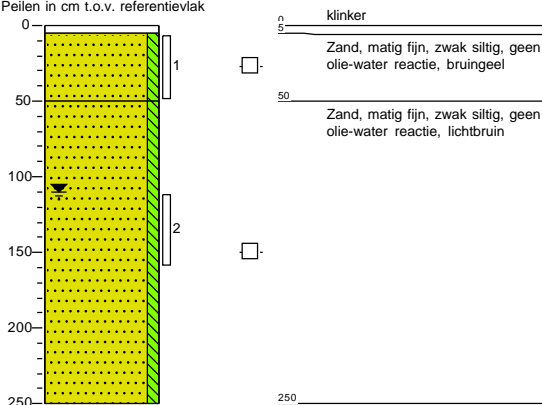 Peilen in cm t.o.v. referentievlak
0
50
100
150
200
250
1
2
0
klinker
5
Zand, matig fijn, zwak siltig, geen
olie-water reactie, bruingeel
50
Zand, matig fijn, zwak siltig, geen
olie-water reactie, lichtbruin
250